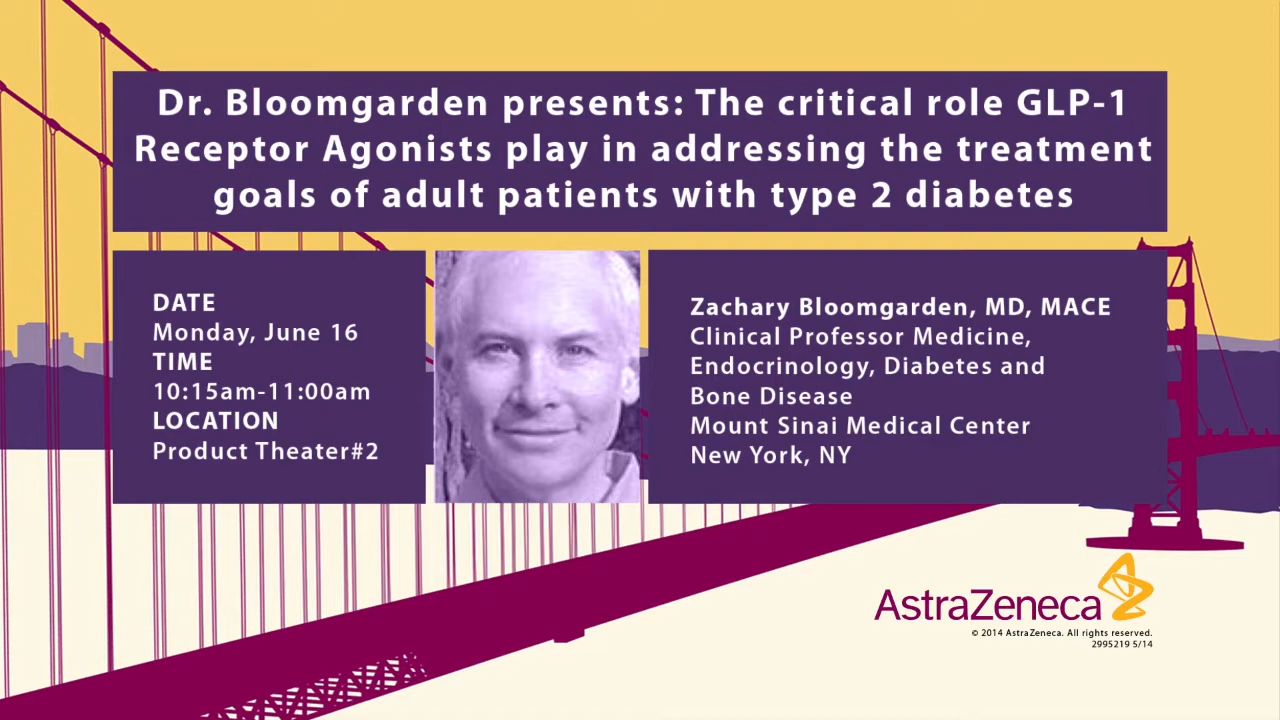 Dr. Bloomgarden presents: The critical role GLP-1
Receptor Agonists play in addressing the treatment
goals of adult patients with type 2 diabetes
DATE
Monday, June 16
TIME
10:15am-11:00am
LOCATION
Product Theater#2
Zachary Bloomgarden, MD, MACE
Clinical Professor Medicine,
Endocrinology, Diabetes and
Bone Disease
Mount Sinai Medical Center
New York, NY
AstraZeneca
© 2014 AstraZeneca. All rights reserved.
2995219 5/14